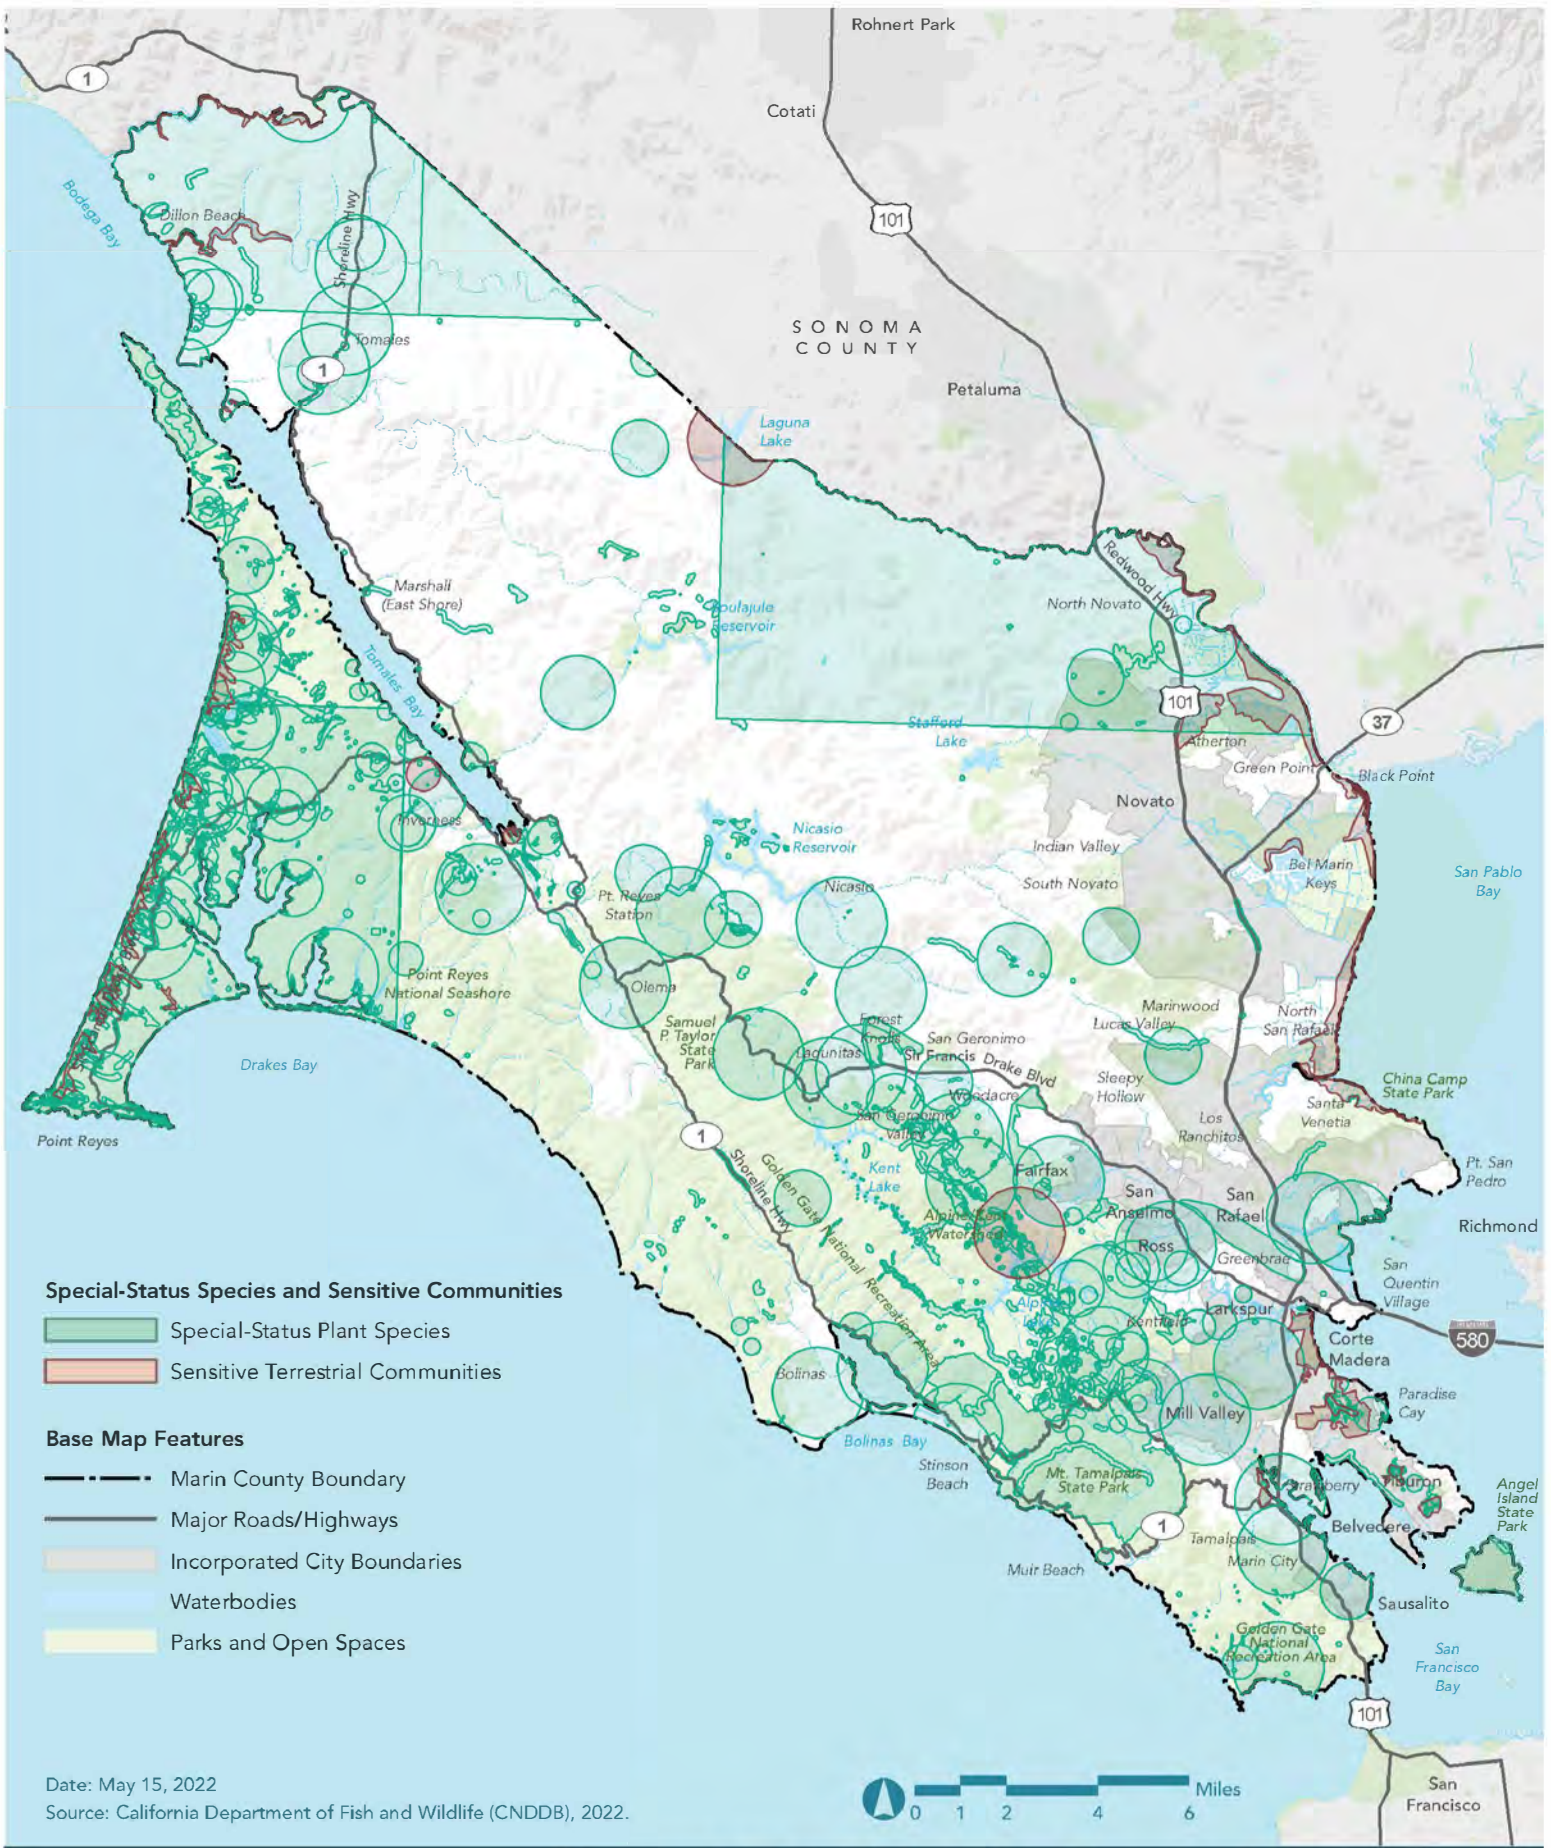 Rohnert Park
1
Cotati
Bodega Bay
101
Dillon Beach
Shoreline Hwy
SONOMA
COUNTY
Tomales
1
Petaluma
Laguna
Lake
Redwood Hwy
Marshall
(East Shore)
North Novato
Reservoir
Tomales Bay
101
37
Stafford
Lake
Atherton
Green Point
Black Point
Novato
Inverness
Nicasio
Reservoir
Indian Valley
Bel Marin
Keys
San Pablo
Bay
South Novato
Nicasio
Pt. Reyes
Station
Point Reyes
National Seashore
Olema
Marinwood
Lucas Valley
North
San Rafael
Samuel
P. Taylor
State
Park
Forest
Knolls
San Geronimo
Lagunitas
Sir Francis Drake Blvd
Drakes Bay
Sleepy
Hollow
Woodacre
China Camp
State Park
Santa
Venetia
Los
Ranchitos
San Geronimo
Valley
Point Reyes
1
Shoreline Hwy
Golden Gate National Recreation Area
Kent
Lake
Fairfax
Pt. San
Pedro
San
Anselmo
San
Rafael
Alpine Kent
Watershed
Richmond
Ross
Greenbrae
San
Quentin
Village
Alpine
Lake
Larkspur
Kentfield
580
Corte
Madera
Bolinas
Paradise
Cay
Mill Valley
Bolinas Bay
Stinson
Beach
Mt. Tamalpais
State Park
Strawberry
Tiburon
Angel
Island
State
Park
1
Belvedere
Tamalpais
Marin City
Muir Beach
Sausalito
Golden Gate
National
Recreation Area
San
Francisco
Bay
101
San
Francisco
Special-Status Species and Sensitive Communities
Special-Status Plant Species
Sensitive Terrestrial Communities
Base Map Features
Marin County Boundary
Major Roads/Highways
Incorporated City Boundaries
Waterbodies
Parks and Open Spaces
Date: May 15, 2022
Source: California Department of Fish and Wildlife (CNDDB), 2022.
0 1 2 4 6 Miles